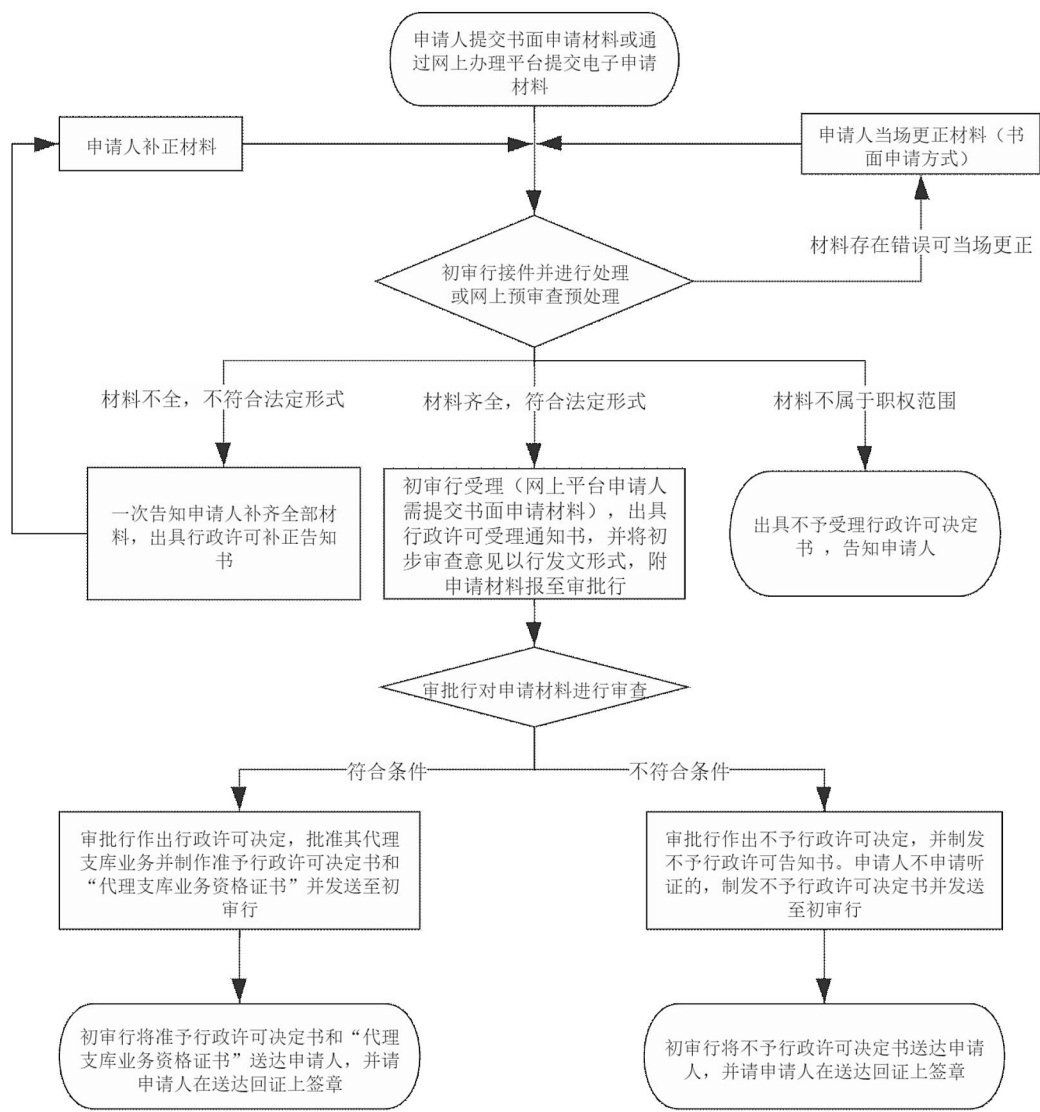 申请人提交书面申请材料或通
过网上办理平台提交电子申请
材料
申请人补正材料
申请人当场更正材料（书
面申请方式）
材料存在错误可当场更正
初审行接件并进行处理
或网上预审查预处理
材料不全，不符合法定形式
材料齐全，符合法定形式
材料不属于职权范围
一次告知申请人补齐全部材
料，出具行政许可补正告知
书
初审行受理（网上平台申请人
需提交书面申请材料），出具
行政许可受理通知书，并将初
步审查意见以行发文形式，附
申请材料报至审批行
出具不予受理行政许可决定
书 ，告知申请人
审批行对申请材料进行审查
符合条件
不符合条件
审批行作出行政许可决定，批准其代理
支库业务并制作准予行政许可决定书和
“代理支库业务资格证书”并发送至初
审行
审批行作出不予行政许可决定，并制发
不予行政许可告知书。申请人不申请听
证的，制发不予行政许可决定书并发送
至初审行
初审行将准予行政许可决定书和“代理
支库业务资格证书”送达申请人，并请
申请人在送达回证上签章
初审行将不予行政许可决定书送达申请
人，并请申请人在送达回证上签章